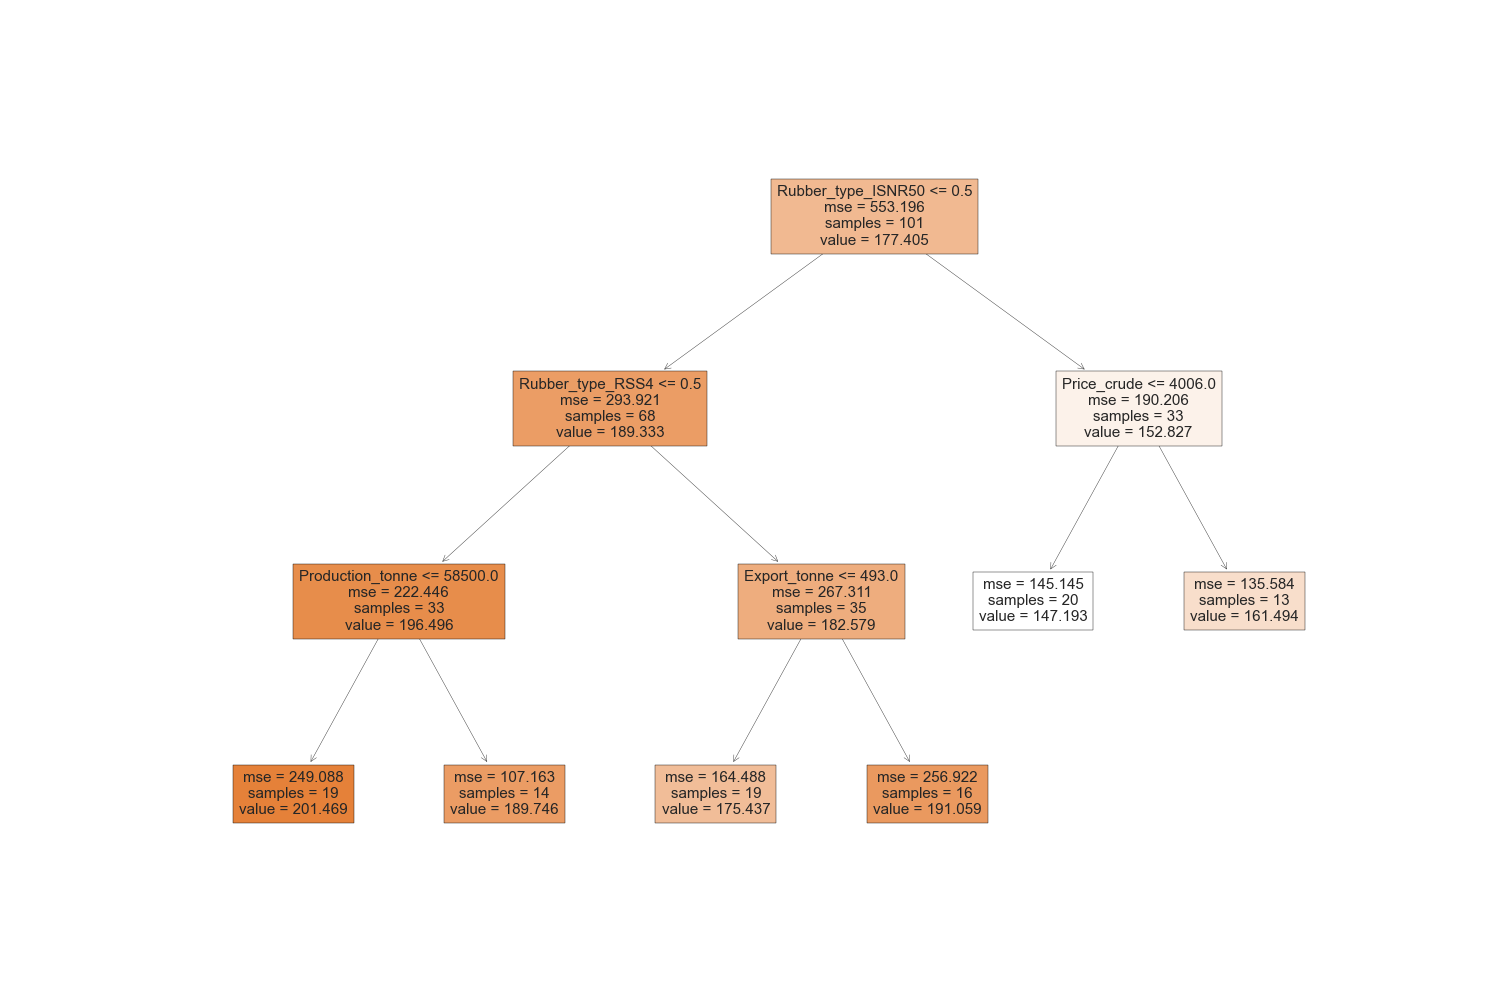 Rubber_type_ISNR50 <= 0.5
mse = 553.196
samples = 101
value = 177.405
Rubber_type_RSS4 <= 0.5
mse = 293.921
samples = 68
value = 189.333
Price_crude <= 4006.0
mse = 190.206
samples = 33
value = 152.827
Production_tonne <= 58500.0
mse = 222.446
samples = 33
value = 196.496
Export_tonne <= 493.0
mse = 267.311
samples = 35
value = 182.579
mse = 145.145
samples = 20
value = 147.193
mse = 135.584
samples = 13
value = 161.494
mse = 249.088
samples = 19
value = 201.469
mse = 107.163
samples = 14
value = 189.746
mse = 164.488
samples = 19
value = 175.437
mse = 256.922
samples = 16
value = 191.059